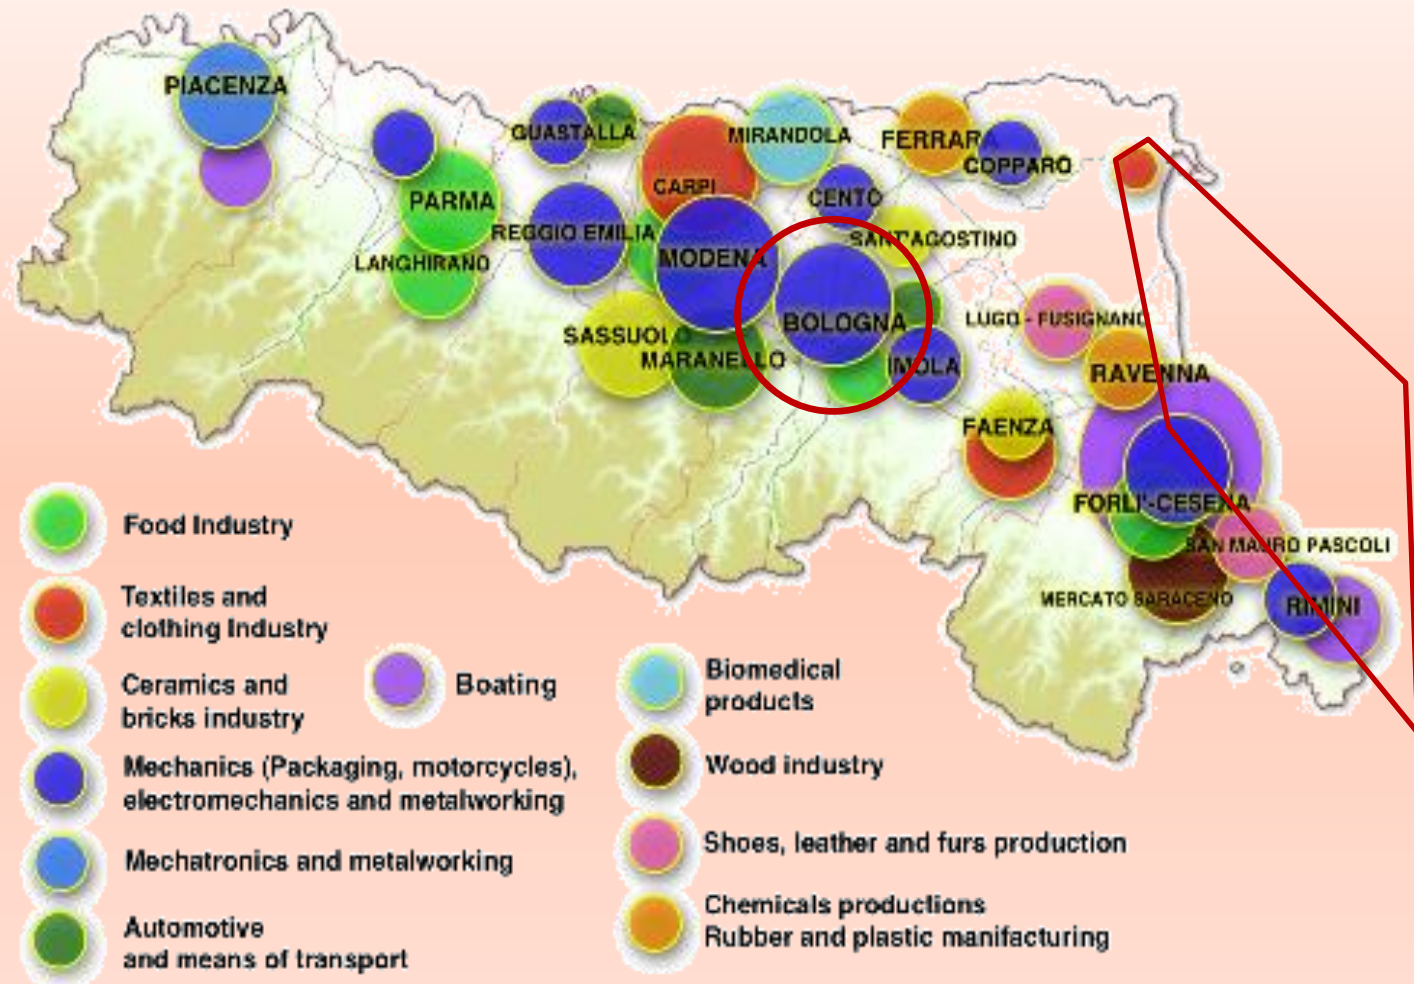 PIACENZA
GUASTALLA
MIRANDOLA
FERRARA
COPPARO
CARPI
CENTO
PARMA
REGGIO EMILIA
SANT'AGOSTINO
LANGHIRANO
MODENA
BOLOGNA
LUGO - FUSIGNANO
SASSUOLO
MARANELLO
IMOLA
RAVENNA
FAENZA
FORLI'-CESENA
SAN MAURO PASCOLI
MERCATO SARACENO
RIMINI
Food Industry
Textiles and
clothing Industry
Ceramics and
bricks industry
Mechanics (Packaging, motorcycles),
electromechanics and metalworking
Mechatronics and metalworking
Automotive
and means of transport
Boating
Biomedical
products
Wood industry
Shoes, leather and furs production
Chemicals productions
Rubber and plastic manifacturing